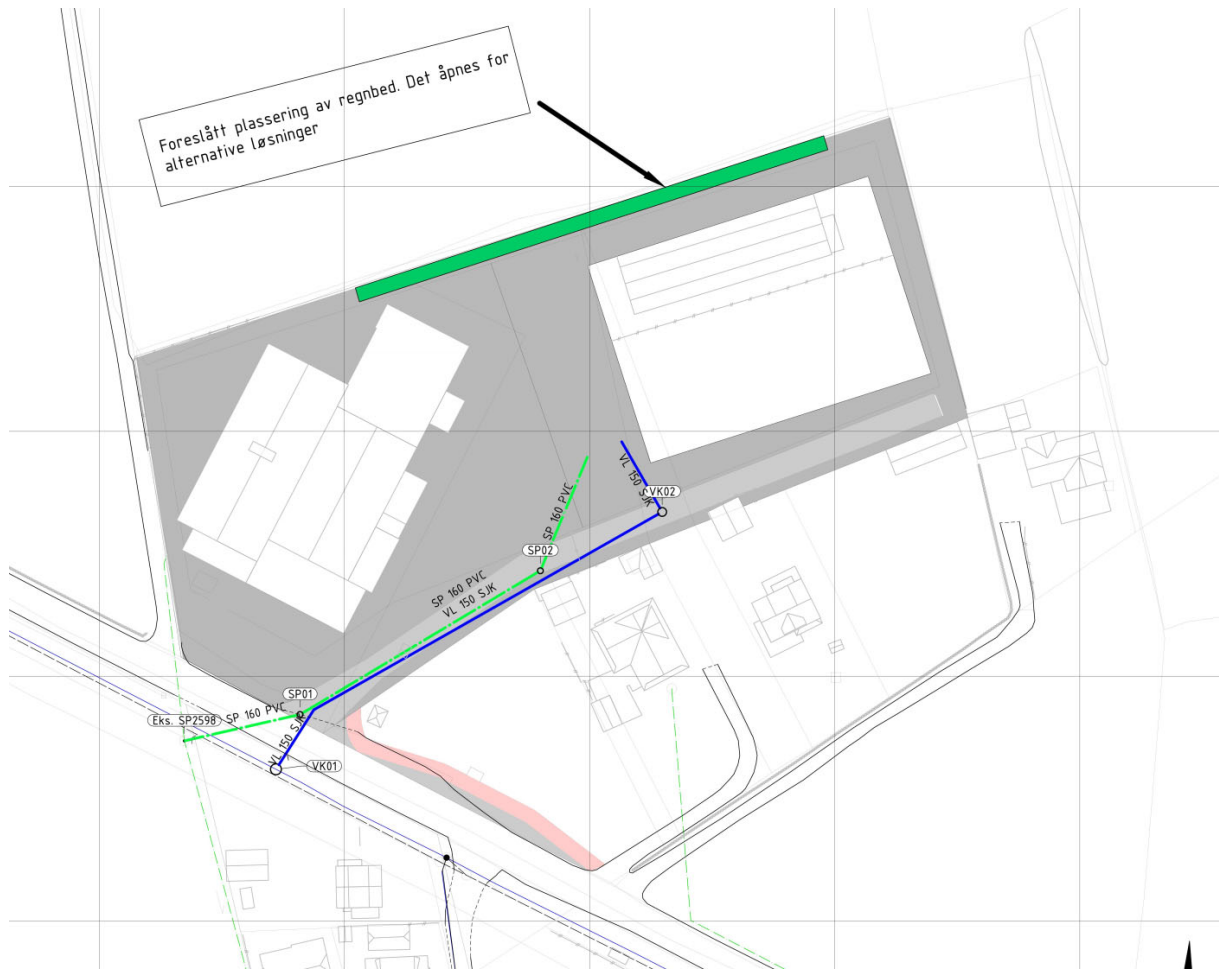 Foreslått plassering av regnbed. Det åpnes for
alternative løsninger
VL 150 SJK
VK02
SP 160 PVC
SP02
SP 160 PVC
VL 150 SJK
SP01
Eks. SP2598
SP 160 PVC
VL 150 SJK
VK01